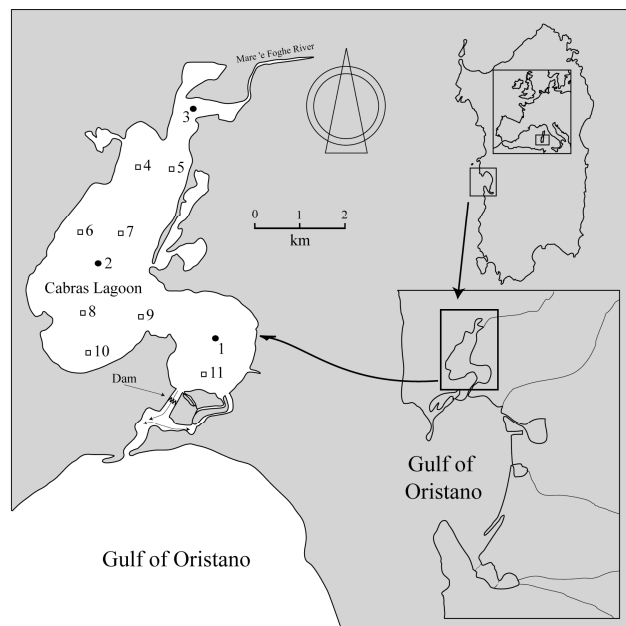 Mare 'e Foghe River
3
4
5
6
7
2
Cabras Lagoon
8
9
10
1
11
Dam
0 1 2
km
Gulf of Oristano
Gulf of
Oristano